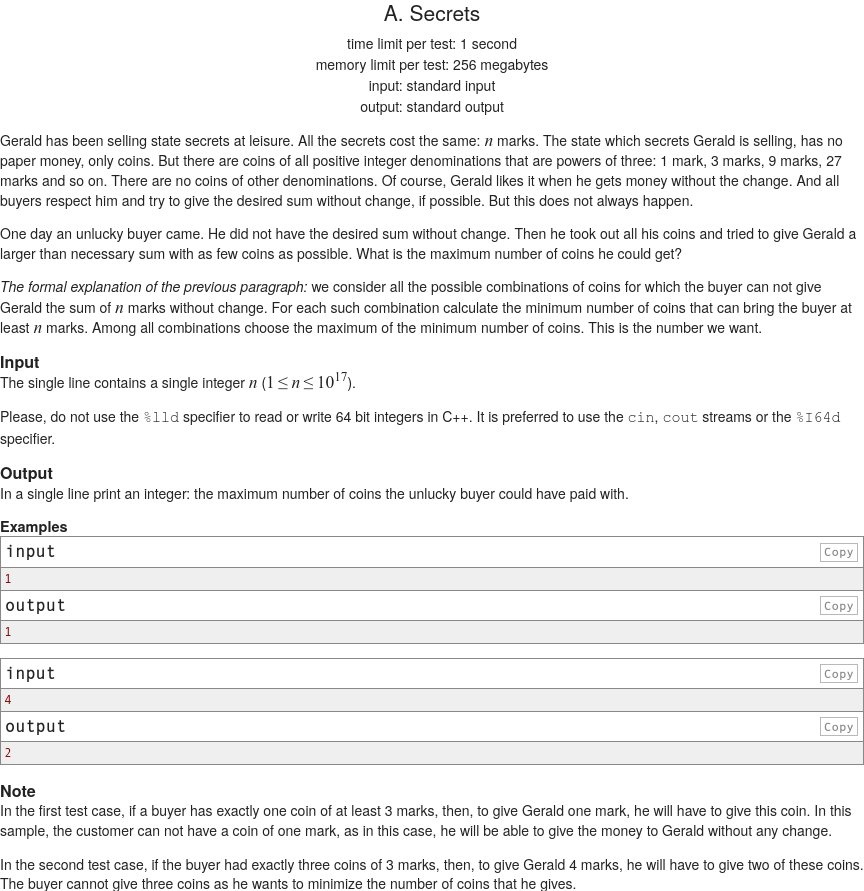 A. Secrets
time limit per test: 1 second
memory limit per test: 256 megabytes
input: standard input
output: standard output
Gerald has been selling state secrets at leisure. All the secrets cost the same: n marks. The state which secrets Gerald is selling, has no
paper money, only coins. But there are coins of all positive integer denominations that are powers of three: 1 mark, 3 marks, 9 marks, 27
marks and so on. There are no coins of other denominations. Of course, Gerald likes it when he gets money without the change. And all
buyers respect him and try to give the desired sum without change, if possible. But this does not always happen.
One day an unlucky buyer came. He did not have the desired sum without change. Then he took out all his coins and tried to give Gerald a
larger than necessary sum with as few coins as possible. What is the maximum number of coins he could get?
The formal explanation of the previous paragraph: we consider all the possible combinations of coins for which the buyer can not give
Gerald the sum of n marks without change. For each such combination calculate the minimum number of coins that can bring the buyer at
least n marks. Among all combinations choose the maximum of the minimum number of coins. This is the number we want.
Input
The single line contains a single integer n (1 ≤ n ≤ 10^17).
Please, do not use the %lld specifier to read or write 64 bit integers in C++. It is preferred to use the cin, cout streams or the %I64d
specifier.
Output
In a single line print an integer: the maximum number of coins the unlucky buyer could have paid with.
Examples
input Copy
1
output Copy
1
input Copy
4
output Copy
2
Note
In the first test case, if a buyer has exactly one coin of at least 3 marks, then, to give Gerald one mark, he will have to give this coin. In this
sample, the customer can not have a coin of one mark, as in this case, he will be able to give the money to Gerald without any change.
In the second test case, if the buyer had exactly three coins of 3 marks, then, to give Gerald 4 marks, he will have to give two of these coins.
The buyer cannot give three coins as he wants to minimize the number of coins that he gives.